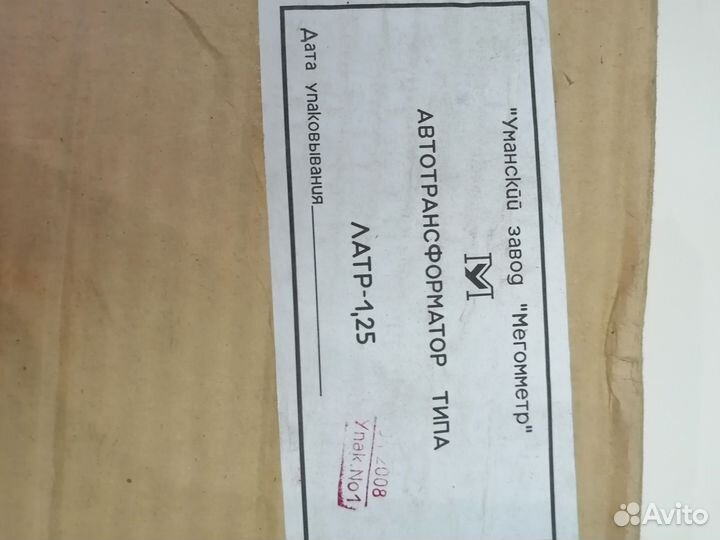 "Уманский завод "Мегомметр"
АВТОТРАНСФОРМАТОР ТИПА
ЛАТР-1,25
Дата упаковывания
2008
Упак.No1
Avito